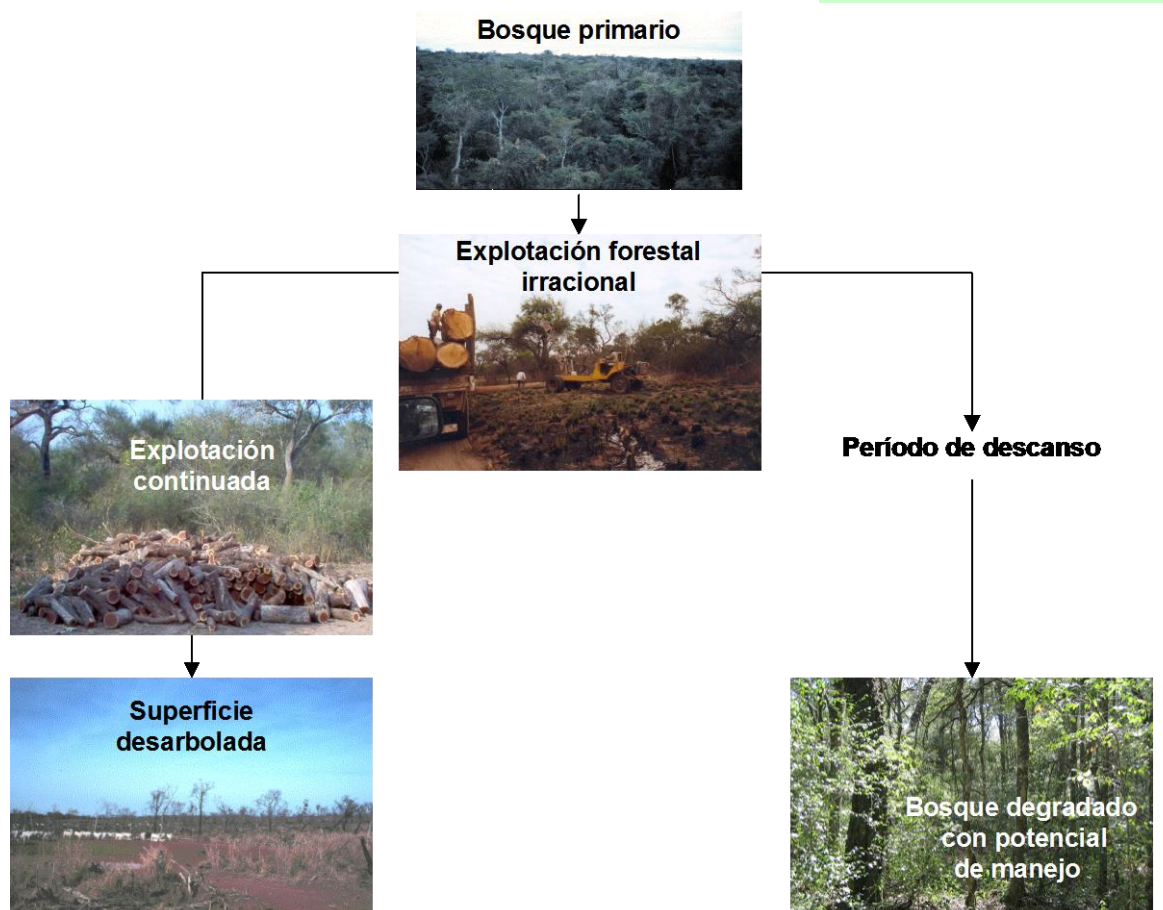 Bosque primario
Explotación forestal
irracional
Explotación
continuada
Período de descanso
Superficie
desarbolada
Bosque degradado
con potencial
de manejo